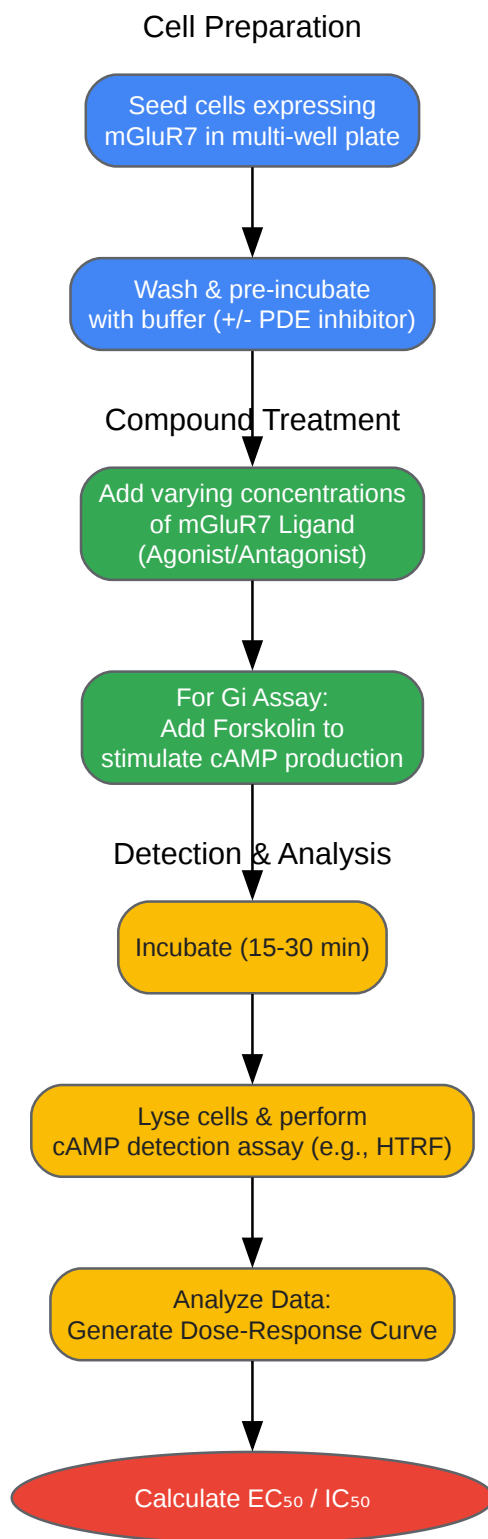 Cell Preparation
Seed cells expressing
mGluR7 in multi-well plate
Wash & pre-incubate
with buffer (+/- PDE inhibitor)
Compound Treatment
Add varying concentrations
of mGluR7 Ligand
(Agonist/Antagonist)
For Gi Assay:
Add Forskolin to
stimulate cAMP production
Detection & Analysis
Incubate (15-30 min)
Lyse cells & perform
cAMP detection assay (e.g., HTRF)
Analyze Data:
Generate Dose-Response Curve
Calculate EC₅₀ / IC₅₀